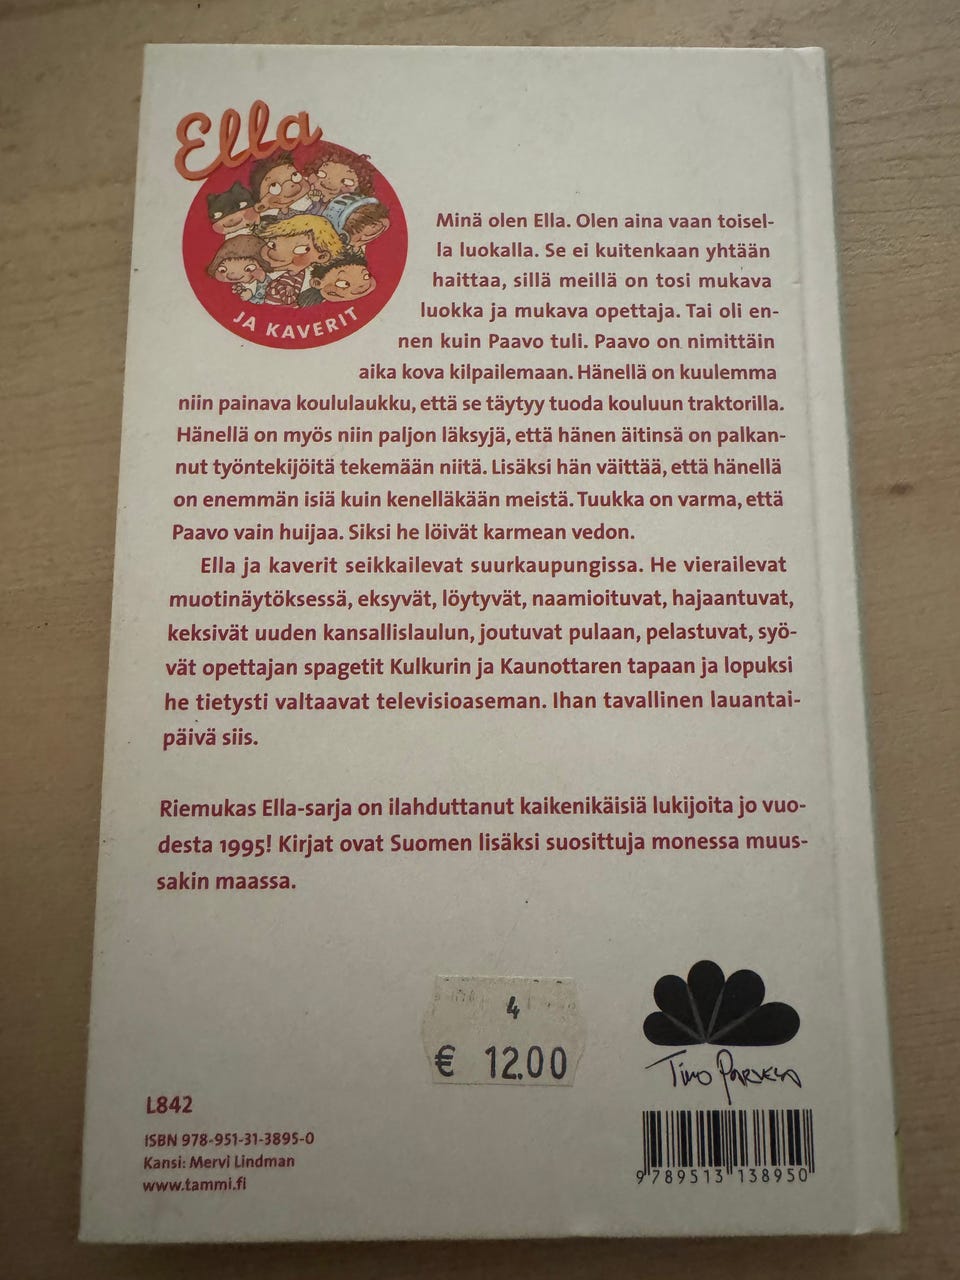 Ella
JA KAVERIT
Minä olen Ella. Olen aina vaan toisel-
la luokalla. Se ei kuitenkaan yhtään
haittaa, sillä meillä on tosi mukava
luokka ja mukava opettaja. Tai oli en-
nen kuin Paavo tuli. Paavo on nimittäin
aika kova kilpailemaan. Hänellä on kuulemma
niin painava koululaukku, että se täytyy tuoda kouluun traktorilla.
Hänellä on myös niin paljon läksyjä, että hänen äitinsä on palkan-
nut työntekijöitä tekemään niitä. Lisäksi hän väittää, että hänellä
on enemmän isiä kuin kenelläkään meistä. Tuukka on varma, että
Paavo vain huijaa. Siksi he löivät karmean vedon.
Ella ja kaverit seikkailevat suurkaupungissa. He vierailevat
muotinäytöksessä, eksyvät, löytyvät, naamioituvat, hajaantuvat,
keksivät uuden kansallislaulun, joutuvat pulaan, pelastuvat, syö-
vät opettajan spagetit Kulkurin ja Kaunottaren tapaan ja lopuksi
he tietysti valtaavat televisioaseman. Ihan tavallinen lauantai-
päivä siis.
Riemukas Ella-sarja on ilahduttanut kaikenikäisiä lukijoita jo vuo-
desta 1995! Kirjat ovat Suomen lisäksi suosittuja monessa muus-
sakin maassa.
4
€ 12.00
Timo Parvela
L842
ISBN 978-951-31-3895-0
Kansi: Mervi Lindman
www.tammi.fi
9 789513 138950